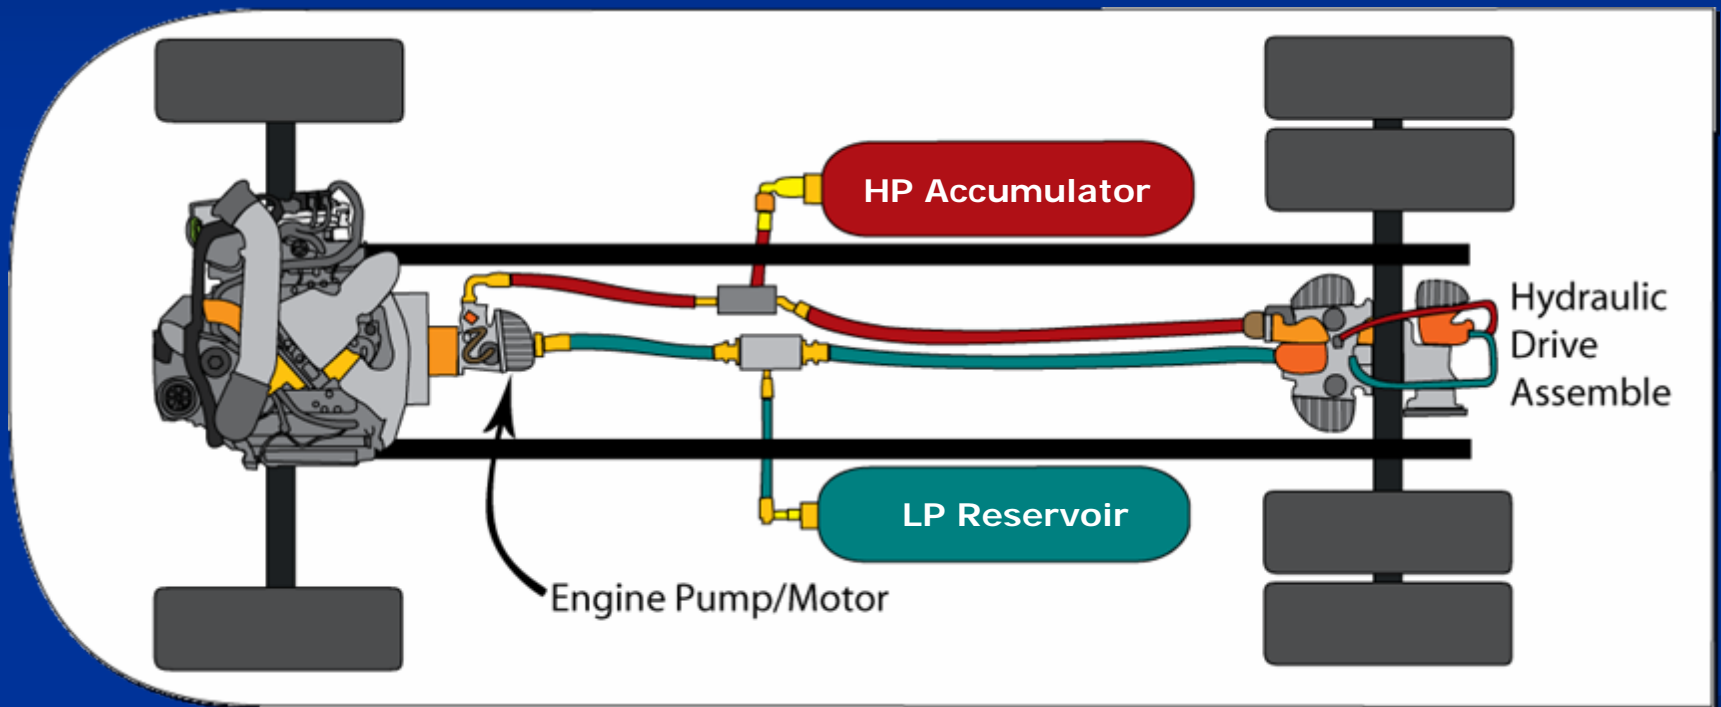 HP Accumulator
Hydraulic
Drive
Assemble
LP Reservoir
Engine Pump/Motor